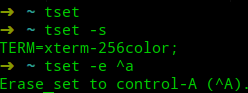 ➜ ~ tset
➜ ~ tset -s
TERM=xterm-256color;
➜ ~ tset -e ^a
Erase set to control-A (^A).